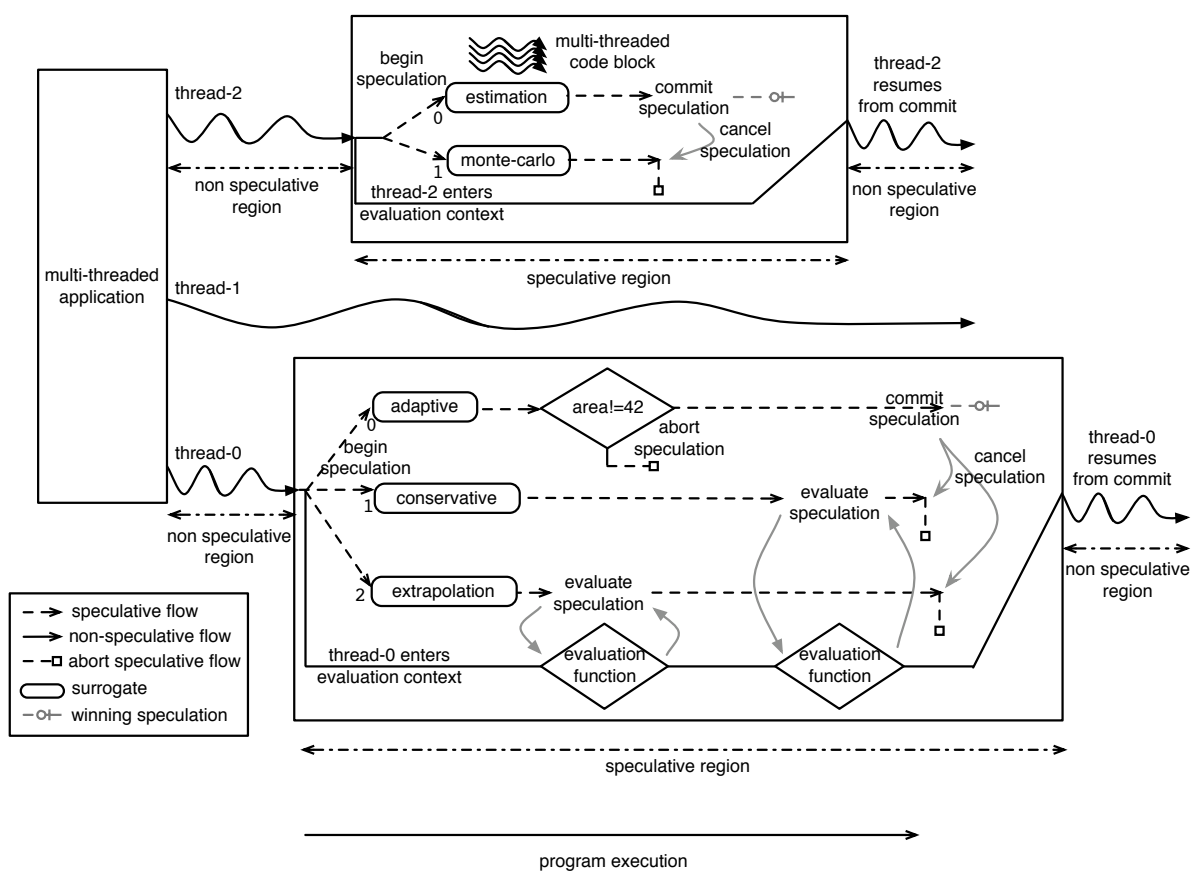 multi-threaded
code block
begin
speculation
estimation
0
commit
speculation
cancel
speculation
monte-carlo
1
thread-2 enters
evaluation context
thread-2
non speculative
region
thread-2
resumes
from commit
non speculative
region
speculative region
multi-threaded
application
thread-1
adaptive
0
area!=42
abort
speculation
commit
speculation
cancel
speculation
begin
speculation
thread-0
non speculative
region
conservative
1
evaluate
speculation
thread-0
resumes
from commit
non speculative
region
extrapolation
2
evaluate
speculation
thread-0 enters
evaluation context
evaluation
function
evaluation
function
speculative flow
non-speculative flow
abort speculative flow
surrogate
winning speculation
speculative region
program execution